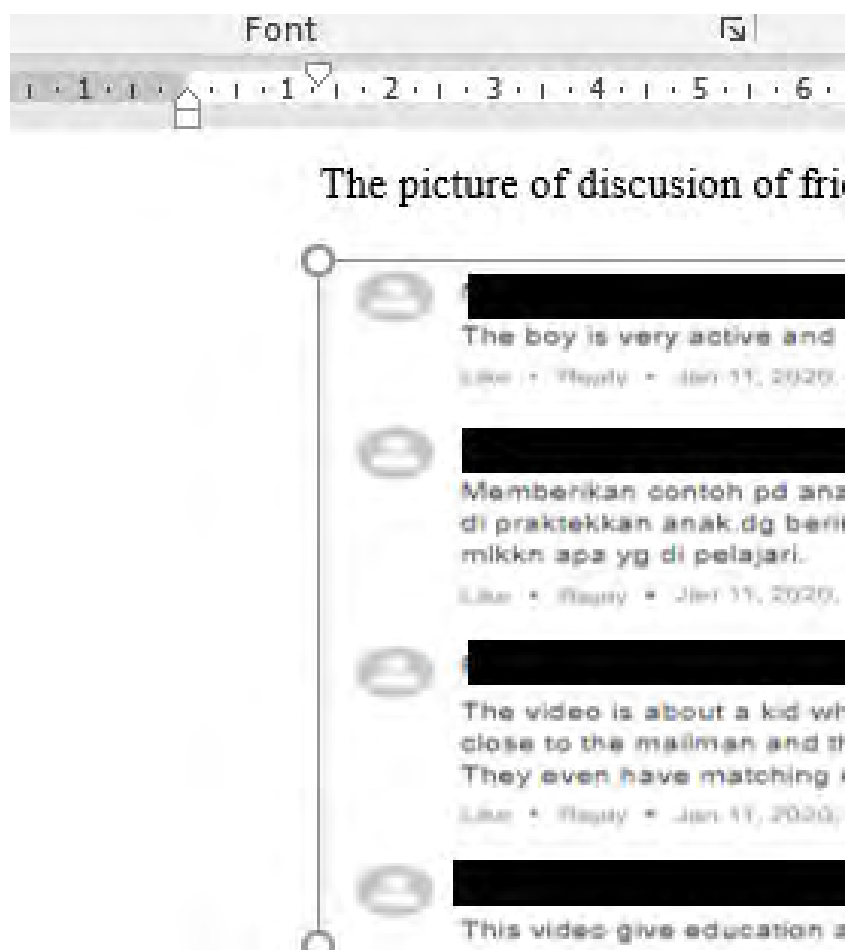 Font
1 1 2 3 4 5 6
The picture of discusion of frie
The boy is very active and
Like • Reply • Jan 11, 2020,
Memberikan contoh pd ana
di praktekkan anak.dg beri
mikkn apa yg di pelajari.
Like • Reply • Jan 11, 2020,
The video is about a kid wh
close to the mailman and th
They even have matching
Like • Reply • Jan 11, 2020,
This video give education a